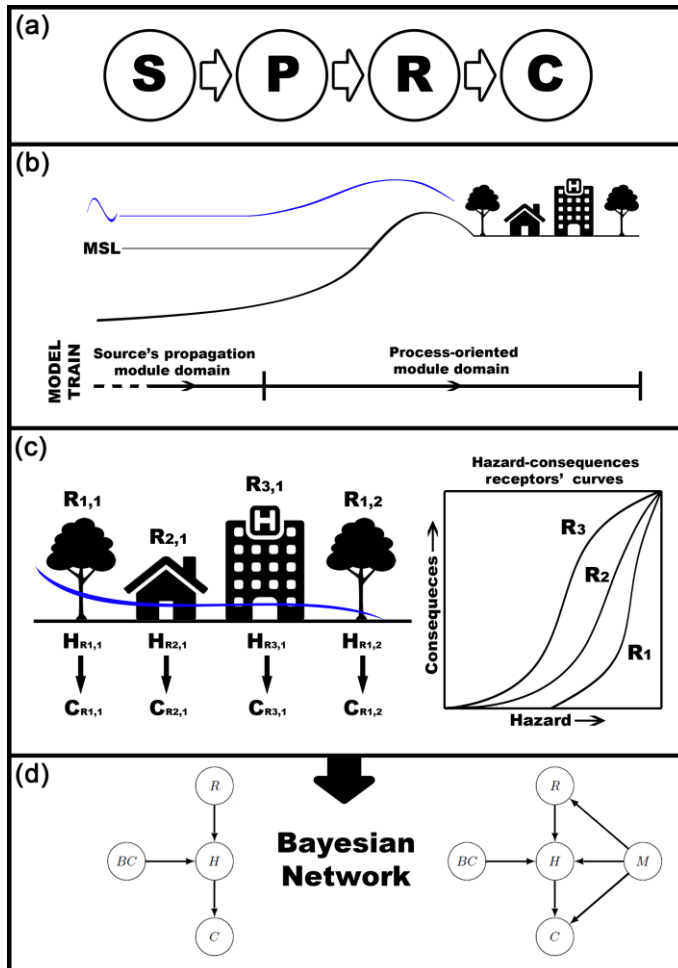 (a)
S P R C
(b)
H
MSL
MODEL
TRAIN
Source's propagation
module domain
Process-oriented
module domain
(c)
R1,1
R2,1
R3,1
R1,2
H
HR1,1 HR2,1 HR3,1 HR1,2
CR1,1 CR2,1 CR3,1 CR1,2
Hazard-consequences
receptors' curves
Consequeces
R3
R2
R1
Hazard
(d)
R
BC H
C
Bayesian
Network
R
BC H M
C